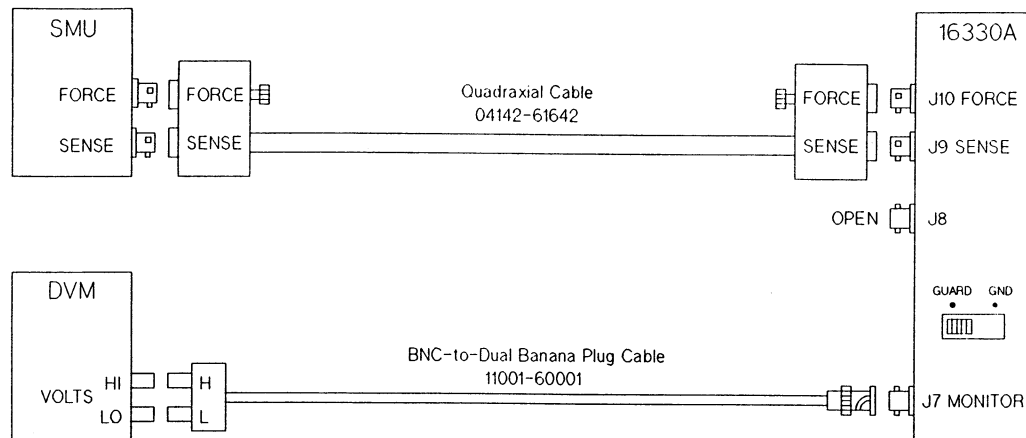 SMU
16330A
FORCE
FORCE
Quadraxial Cable
04142-61642
FORCE
J10 FORCE
SENSE
SENSE
SENSE
J9 SENSE
OPEN
J8
DVM
GUARD GND
BNC-to-Dual Banana Plug Cable
11001-60001
VOLTS
HI
H
LO
L
J7 MONITOR